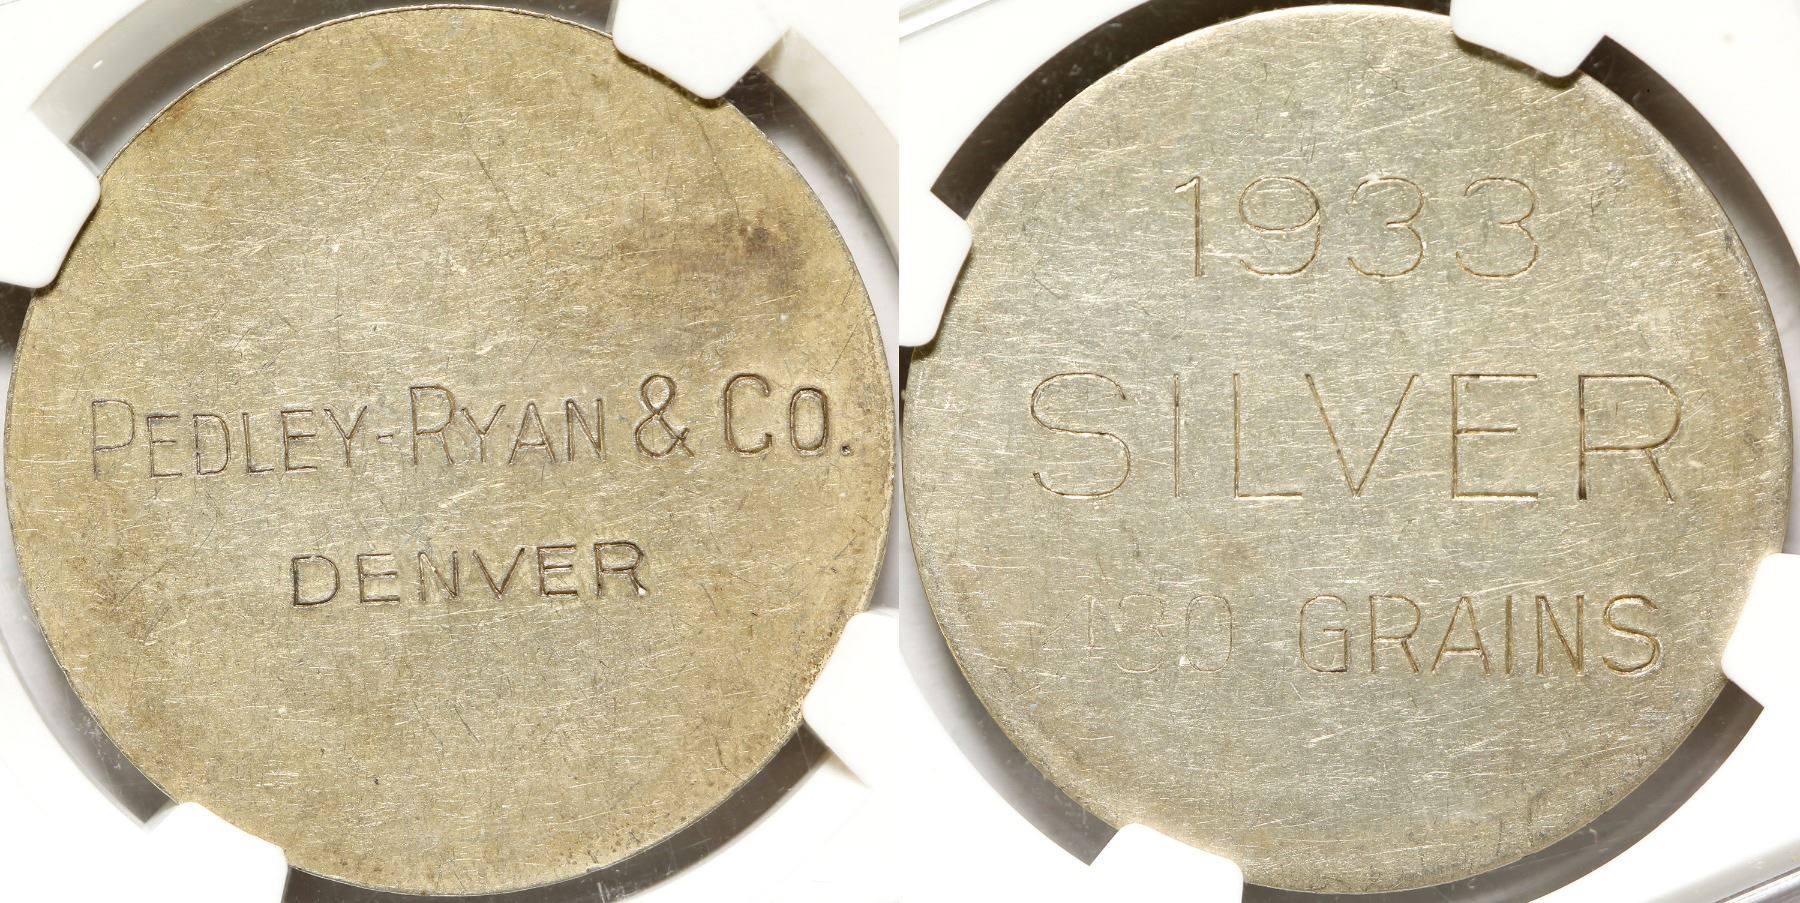 PEDLEY-RYAN & CO.
DENVER
1933
SILVER
GRAINS